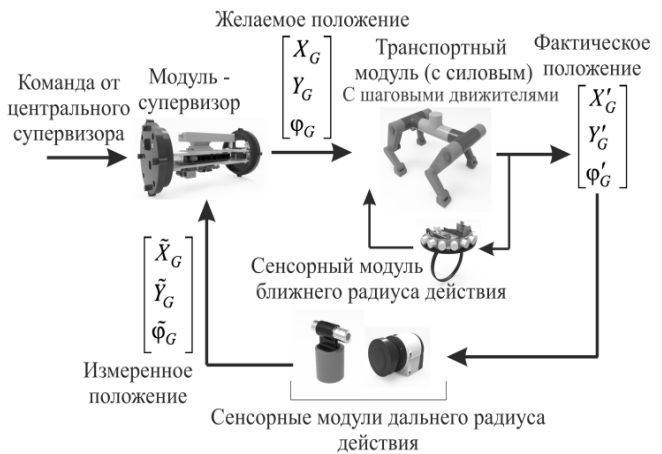 Желаемое положение
X_G
Y_G
φ_G
Команда от
центрального
супервизора
Модуль -
супервизор
Транспортный
модуль (с силовым)
С шаговыми движителями
Фактическое
положение
X′_G
Y′_G
φ′_G
Сенсорный модуль
ближнего радиуса действия
X̃_G
Ỹ_G
φ̃_G
Измеренное
положение
Сенсорные модули дальнего радиуса
действия